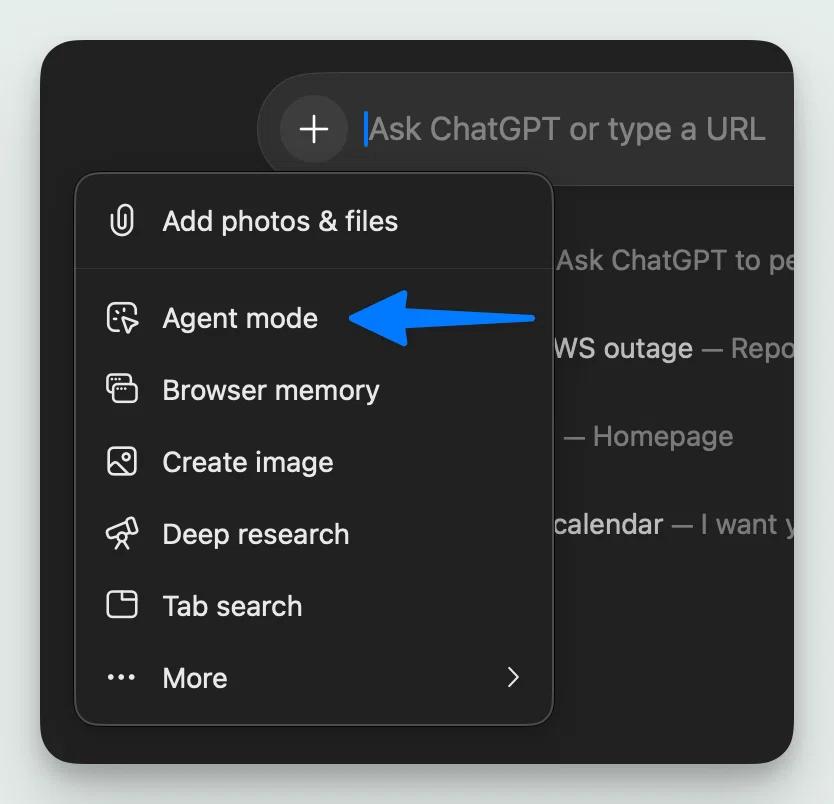 Ask ChatGPT or type a URL
Add photos & files
Ask ChatGPT to pe
Agent mode
WS outage — Repo
Browser memory
— Homepage
Create image
calendar — I want y
Deep research
Tab search
More